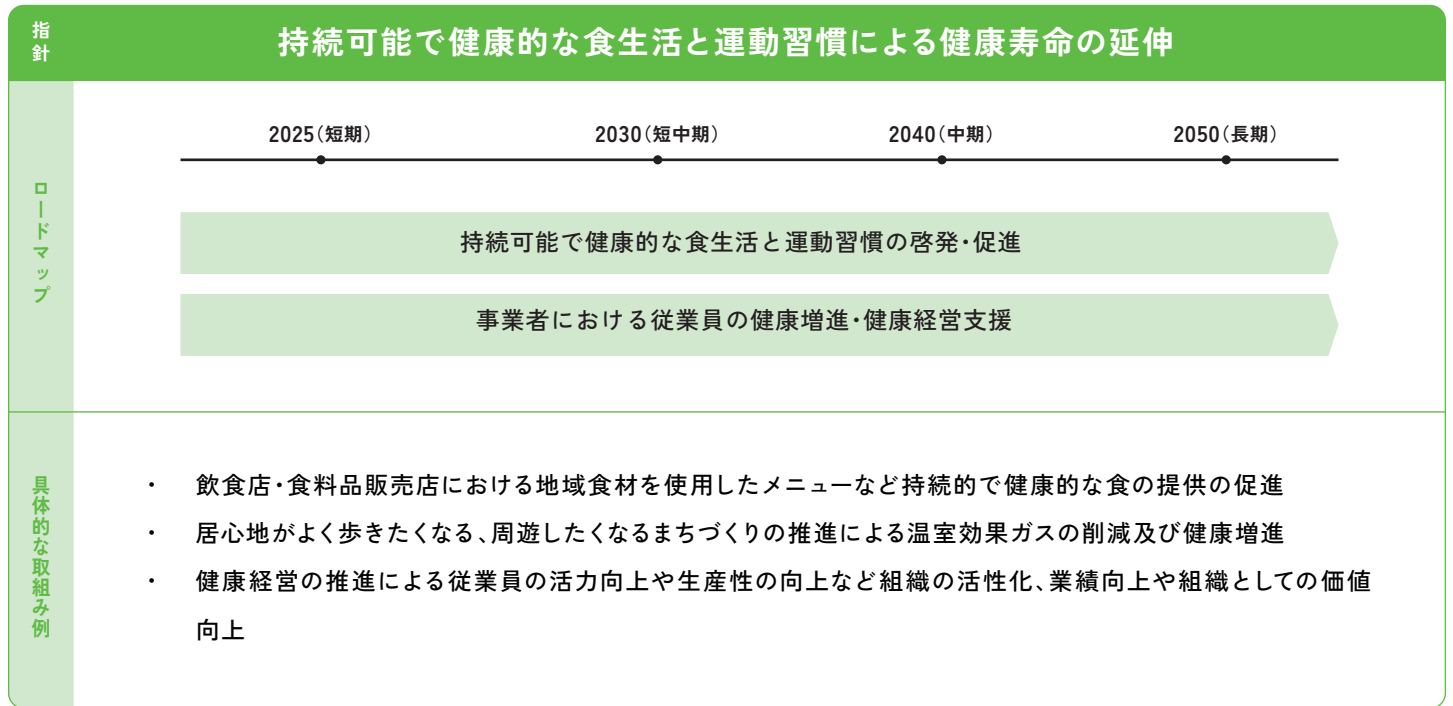 指針
持続可能で健康的な食生活と運動習慣による健康寿命の延伸
ロードマップ
2025（短期）
2030（短中期）
2040（中期）
2050（長期）
持続可能で健康的な食生活と運動習慣の啓発・促進
事業者における従業員の健康増進・健康経営支援
具体的な取組み例
・ 飲食店・食料品販売店における地域食材を使用したメニューなど持続的で健康的な食の提供の促進
・ 居心地がよく歩きたくなる、周遊したくなるまちづくりの推進による温室効果ガスの削減及び健康増進
・ 健康経営の推進による従業員の活力向上や生産性の向上など組織の活性化、業績向上や組織としての価値
向上